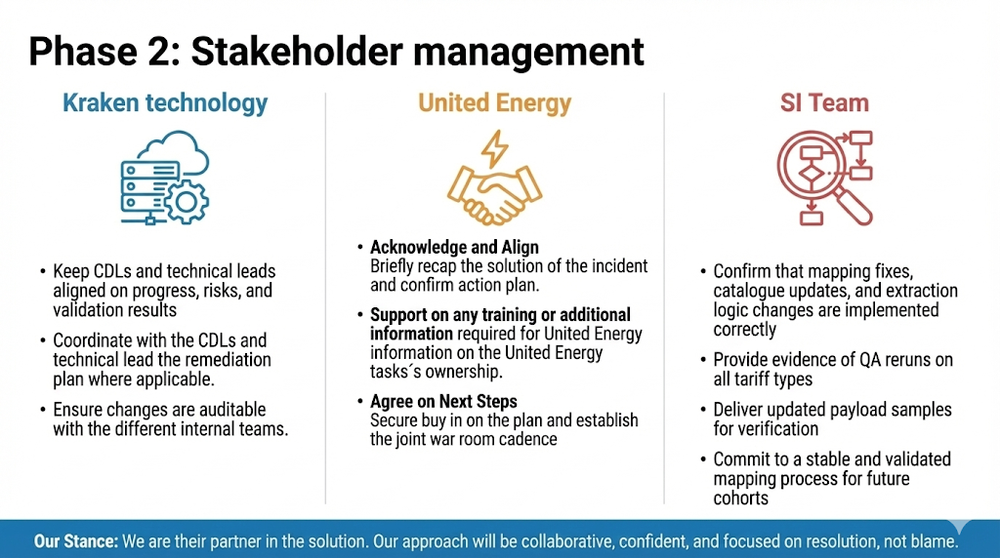 Phase 2: Stakeholder management
Kraken technology
• Keep CDLs and technical leads
aligned on progress, risks, and
validation results
• Coordinate with the CDLs and
technical lead the remediation
plan where applicable.
• Ensure changes are auditable
with the different internal teams.
United Energy
• Acknowledge and Align
Briefly recap the solution of the incident
and confirm action plan.
• Support on any training or additional
information required for United Energy
information on the United Energy
tasks´s ownership.
• Agree on Next Steps
Secure buy in on the plan and establish
the joint war room cadence
SI Team
• Confirm that mapping fixes,
catalogue updates, and extraction
logic changes are implemented
correctly
• Provide evidence of QA reruns on
all tariff types
• Deliver updated payload samples
for verification
• Commit to a stable and validated
mapping process for future
cohorts
Our Stance: We are their partner in the solution. Our approach will be collaborative, confident, and focused on resolution, not blame.